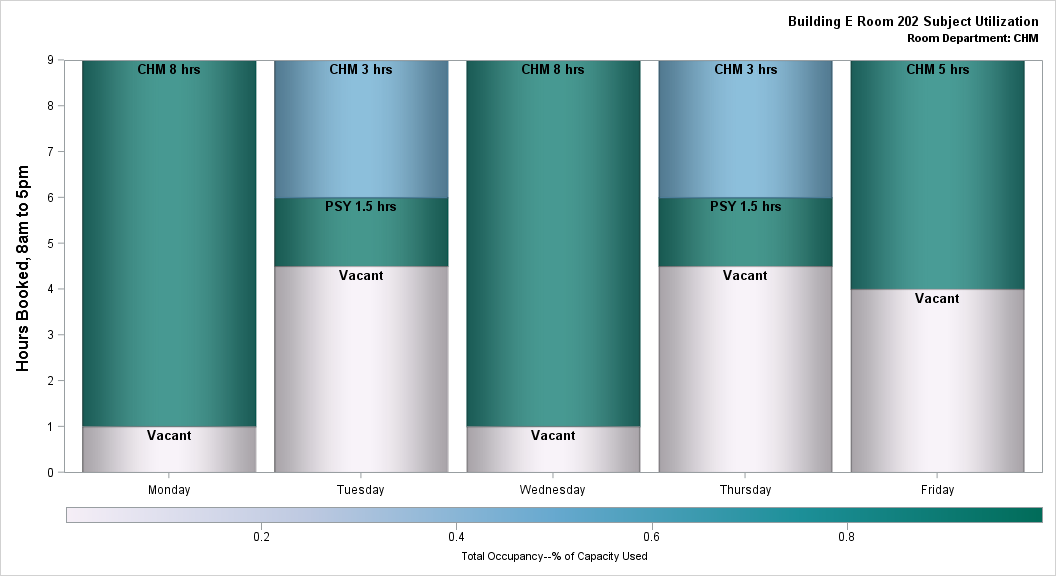 Building E Room 202 Subject Utilization
Room Department: CHM
Hours Booked, 8am to 5pm
9
8
7
6
5
4
3
2
1
0
CHM 8 hrs
CHM 3 hrs
CHM 8 hrs
CHM 3 hrs
CHM 5 hrs
PSY 1.5 hrs
PSY 1.5 hrs
Vacant
Vacant
Vacant
Vacant
Vacant
Monday
Tuesday
Wednesday
Thursday
Friday
0.2
0.4
0.6
0.8
Total Occupancy--% of Capacity Used